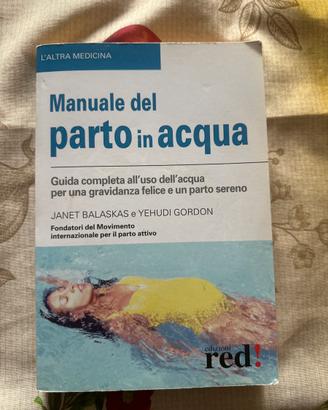 L'ALTRA MEDICINA
Manuale del
parto in acqua
Guida completa all'uso dell'acqua
per una gravidanza felice e un parto sereno
JANET BALASKAS e YEHUDI GORDON
Fondatori del Movimento
internazionale per il parto attivo
edizioni
red!